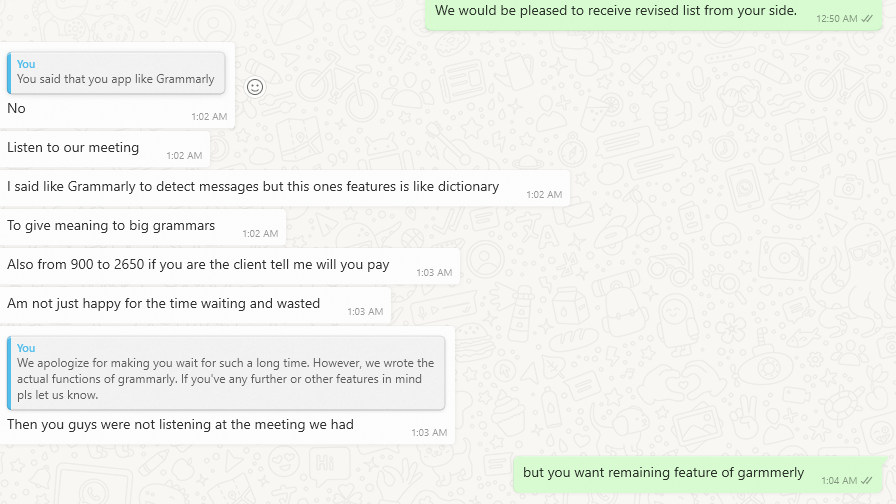 We would be pleased to receive revised list from your side.
12:50 AM
You
You said that you app like Grammarly
No
1:02 AM
Listen to our meeting
1:02 AM
I said like Grammarly to detect messages but this ones features is like dictionary
1:02 AM
To give meaning to big grammars
1:02 AM
Also from 900 to 2650 if you are the client tell me will you pay
1:03 AM
Am not just happy for the time waiting and wasted
1:03 AM
You
We apologize for making you wait for such a long time. However, we wrote the
actual functions of grammarly. If you've any further or other features in mind
pls let us know.
Then you guys were not listening at the meeting we had
1:03 AM
but you want remaining feature of garmmerly
1:04 AM